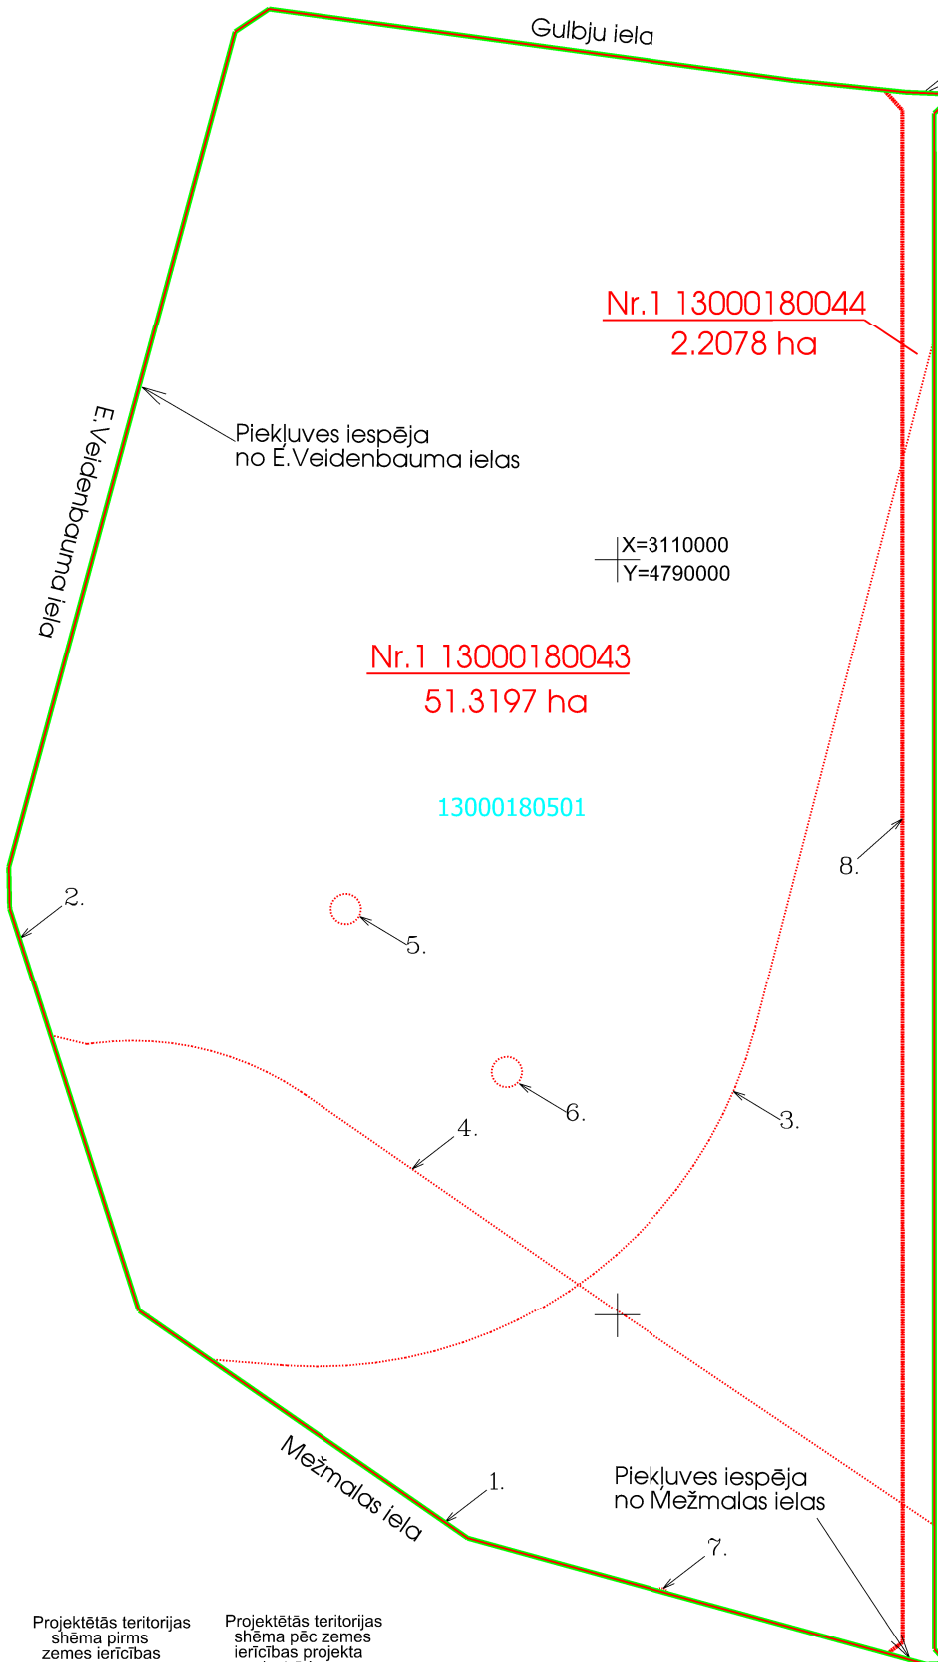 Gulbju iela
Nr.1 13000180044
2.2078 ha
Piekļuves iespēja
no E.Veidenbauma ielas
E.Veidenbauma iela
X=3110000
Y=4790000
Nr.1 13000180043
51.3197 ha
13000180501
8.
2.
5.
6.
3.
4.
Mežmalas iela
1.
Piekļuves iespēja
no Mežmalas ielas
7.
Projektētās teritorijas
shēma pirms
zemes ierīcības
Projektētās teritorijas
shēma pēc zemes
ierīcības projekta